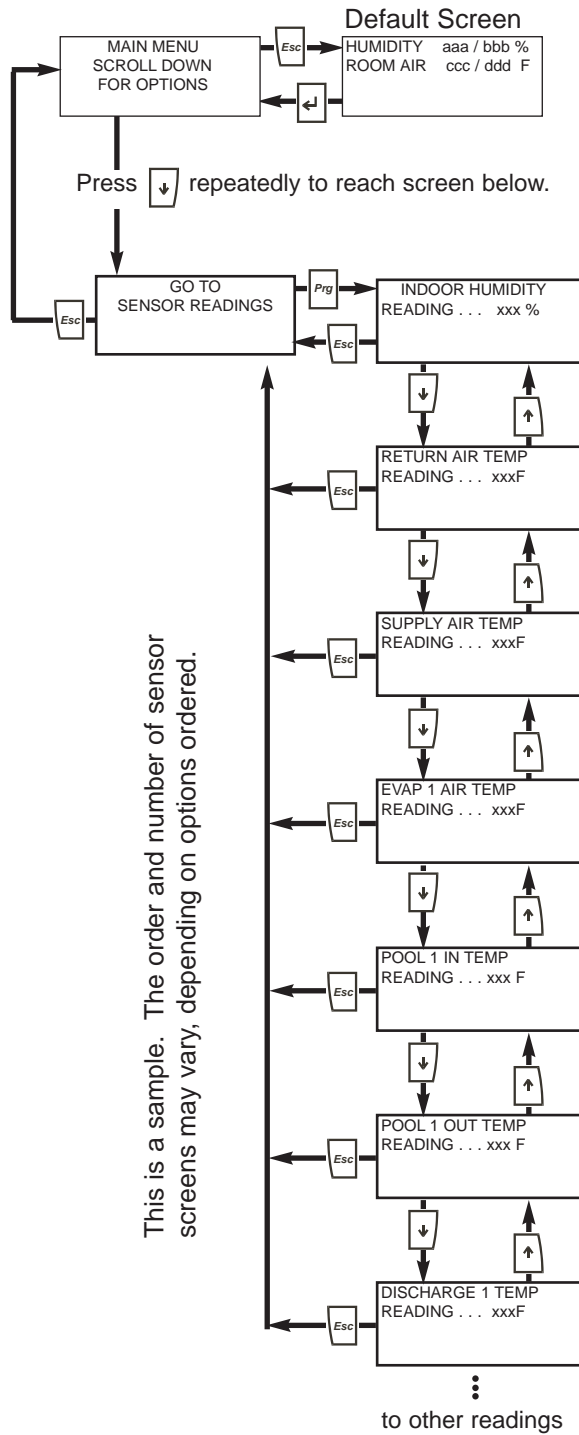 Default Screen
MAIN MENU
SCROLL DOWN
FOR OPTIONS
Esc
HUMIDITY aaa / bbb %
ROOM AIR ccc / ddd F
Press ↓ repeatedly to reach screen below.
GO TO
SENSOR READINGS
Esc
Prg
Esc
INDOOR HUMIDITY
READING . . . xxx %
RETURN AIR TEMP
READING . . . xxxF
Esc
SUPPLY AIR TEMP
READING . . . xxxF
Esc
EVAP 1 AIR TEMP
READING . . . xxxF
Esc
POOL 1 IN TEMP
READING . . . xxx F
Esc
POOL 1 OUT TEMP
READING . . . xxx F
Esc
DISCHARGE 1 TEMP
READING . . . xxxF
Esc
to other readings
This is a sample. The order and number of sensor
screens may vary, depending on options ordered.